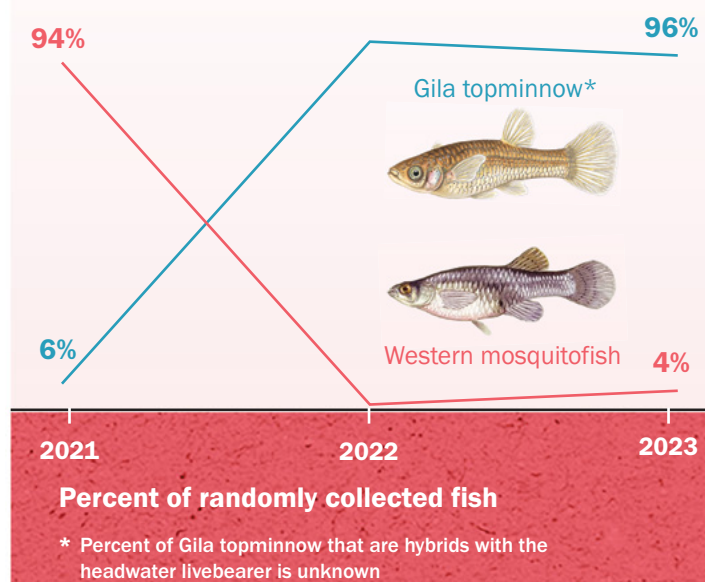 94%
96%
Gila topminnow*
6%
Western mosquitofish
4%
2021
2022
2023
Percent of randomly collected fish
* Percent of Gila topminnow that are hybrids with the
headwater livebearer is unknown